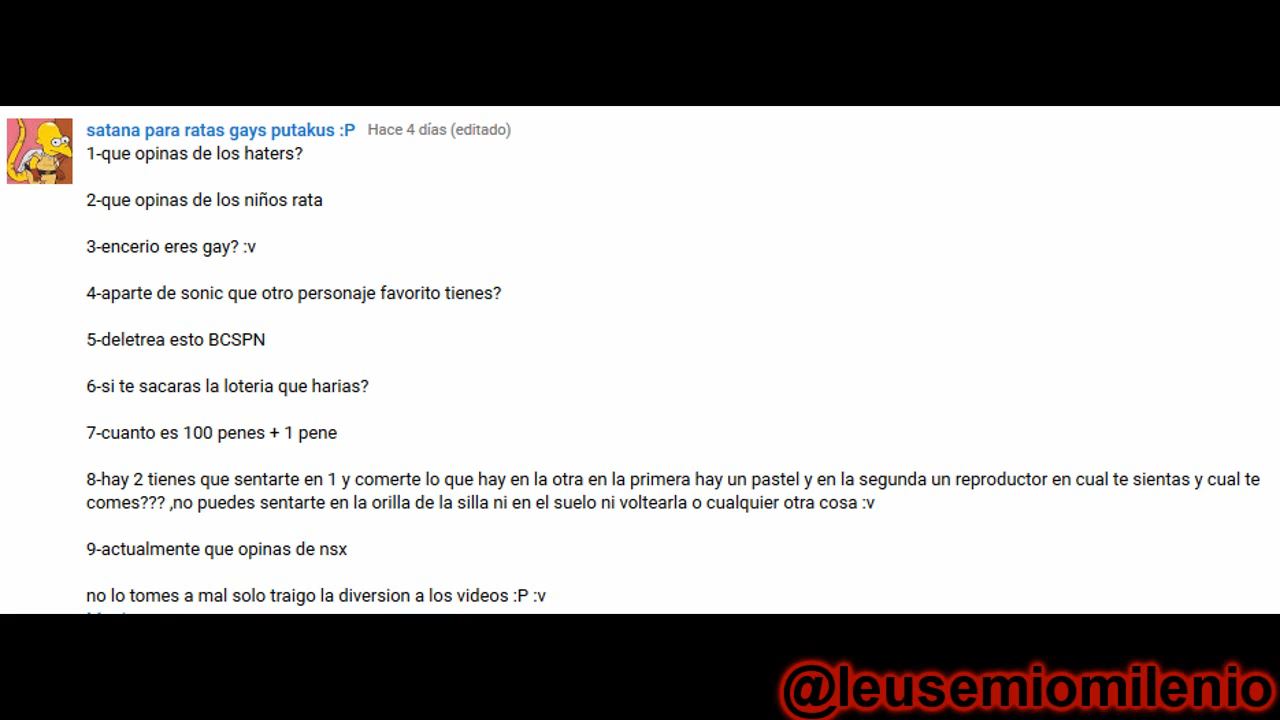 satana para ratas gays putakus :P Hace 4 días (editado)
1-que opinas de los haters?
2-que opinas de los niños rata
3-encerio eres gay? :v
4-aparte de sonic que otro personaje favorito tienes?
5-deletrea esto BCSPN
6-si te sacaras la loteria que harias?
7-cuanto es 100 penes + 1 pene
8-hay 2 tienes que sentarte en 1 y comerte lo que hay en la otra en la primera hay un pastel y en la segunda un reproductor en cual te sientas y cual te
comes??? ,no puedes sentarte en la orilla de la silla ni en el suelo ni voltearla o cualquier otra cosa :v
9-actualmente que opinas de nsx
no lo tomes a mal solo traigo la diversion a los videos :P :v
@leusemiomilenio